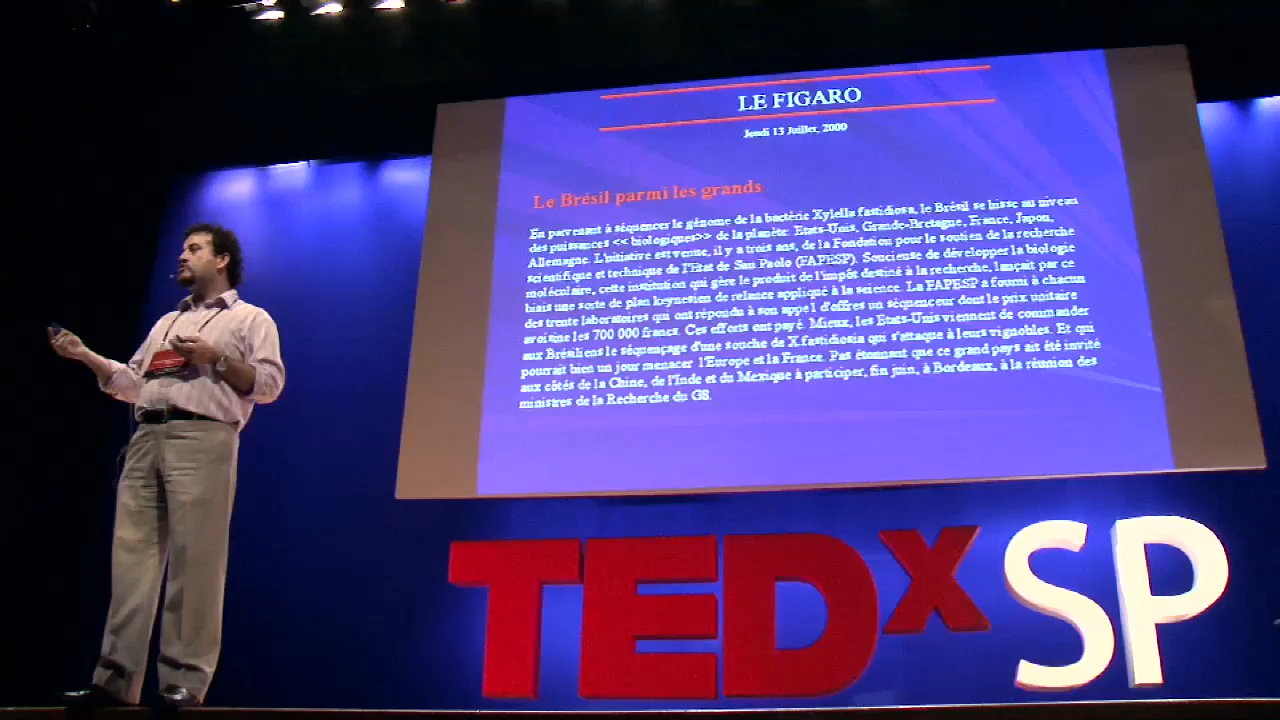 LE FIGARO
Jeudi 13 Juillet, 2000
Le Brésil parmi les grands
En parvenant à séquencer le génome de la bactérie Xylella fastidiosa, le Brésil se hisse au niveau
des puissances << biologiques>> de la planète: Etats-Unis, Grande-Bretagne, France, Japon,
Allemagne. L'initiative est venue, il y a trois ans, de la Fondation pour le soutien de la recherche
scientifique et technique de l'Etat de Sao Paolo (FAPESP). Soucieuse de développer la biologie
moléculaire, cette institution qui gère le produit de l'impôt destiné à la recherche, lançait par ce
biais une sorte de plan keynesien de relance appliqué à la science. La FAPESP a fourni à chacun
des trente laboratoires qui ont répondu à son appel d'offres un séquenceur dont le prix unitaire
avoisine les 700 000 francs. Ces efforts ont payé. Mieux, les Etats-Unis viennent de commander
aux Brésiliens le séquençage d'une souche de X fastidiosia qui s'attaque à leurs vignobles. Et qui
pourrait bien un jour menacer l'Europe et la France. Pas étonnant que ce grand pays ait été invité
aux côtés de la Chine, de l'Inde et du Mexique à participer, fin juin, à Bordeaux, à la réunion des
ministres de la Recherche du G8.
TEDxSP